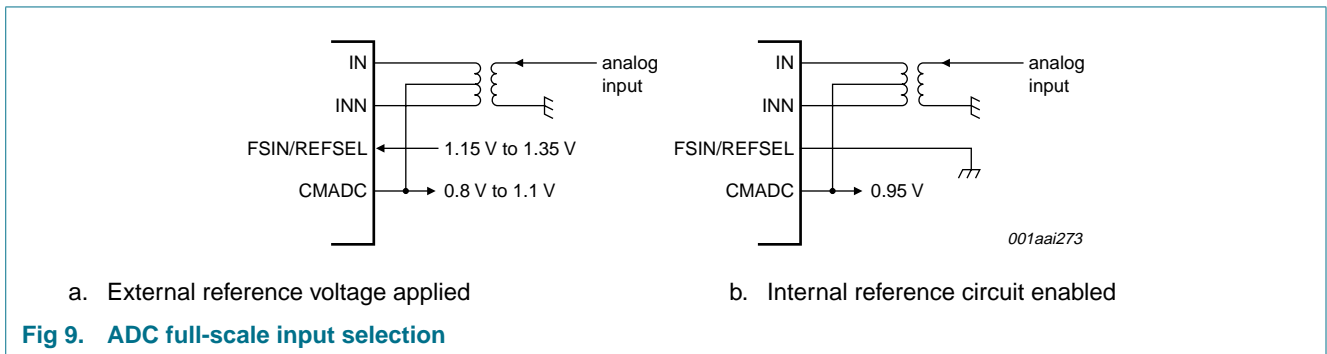 IN
INN
FSIN/REFSEL
CMADC
analog
input
1.15 V to 1.35 V
0.8 V to 1.1 V
IN
INN
FSIN/REFSEL
CMADC
analog
input
0.95 V
001aai273
a. External reference voltage applied
b. Internal reference circuit enabled
Fig 9. ADC full-scale input selection